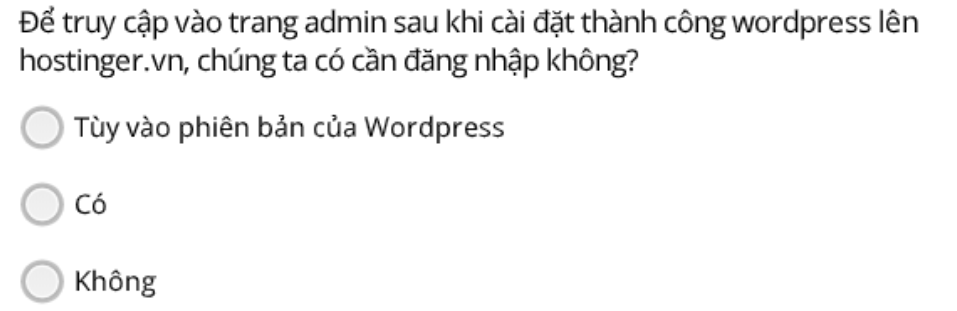 Để truy cập vào trang admin sau khi cài đặt thành công wordpress lên
hostinger.vn, chúng ta có cần đăng nhập không?
Tùy vào phiên bản của Wordpress
Có
Không